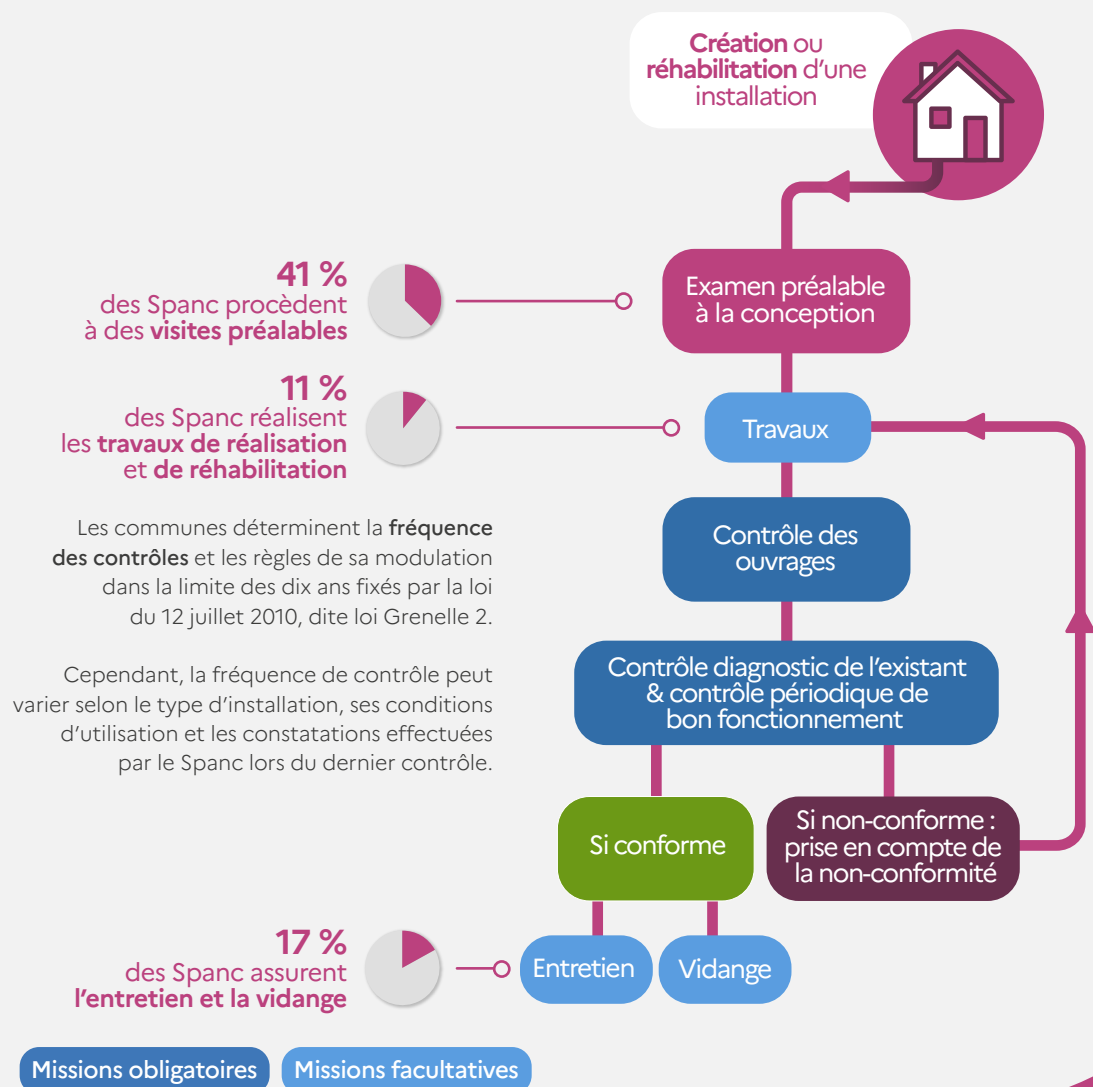 Création ou
réhabilitation d'une
installation
41 %
des Spanc procèdent
à des visites préalables
Examen préalable
à la conception
11 %
des Spanc réalisent
les travaux de réalisation
et de réhabilitation
Travaux
Les communes déterminent la fréquence
des contrôles et les règles de sa modulation
dans la limite des dix ans fixés par la loi
du 12 juillet 2010, dite loi Grenelle 2.
Cependant, la fréquence de contrôle peut
varier selon le type d'installation, ses conditions
d'utilisation et les constatations effectuées
par le Spanc lors du dernier contrôle.
Contrôle des
ouvrages
Contrôle diagnostic de l'existant
& contrôle périodique de
bon fonctionnement
Si conforme
Si non-conforme :
prise en compte de
la non-conformité
17 %
des Spanc assurent
l'entretien et la vidange
Entretien
Vidange
Missions obligatoires
Missions facultatives